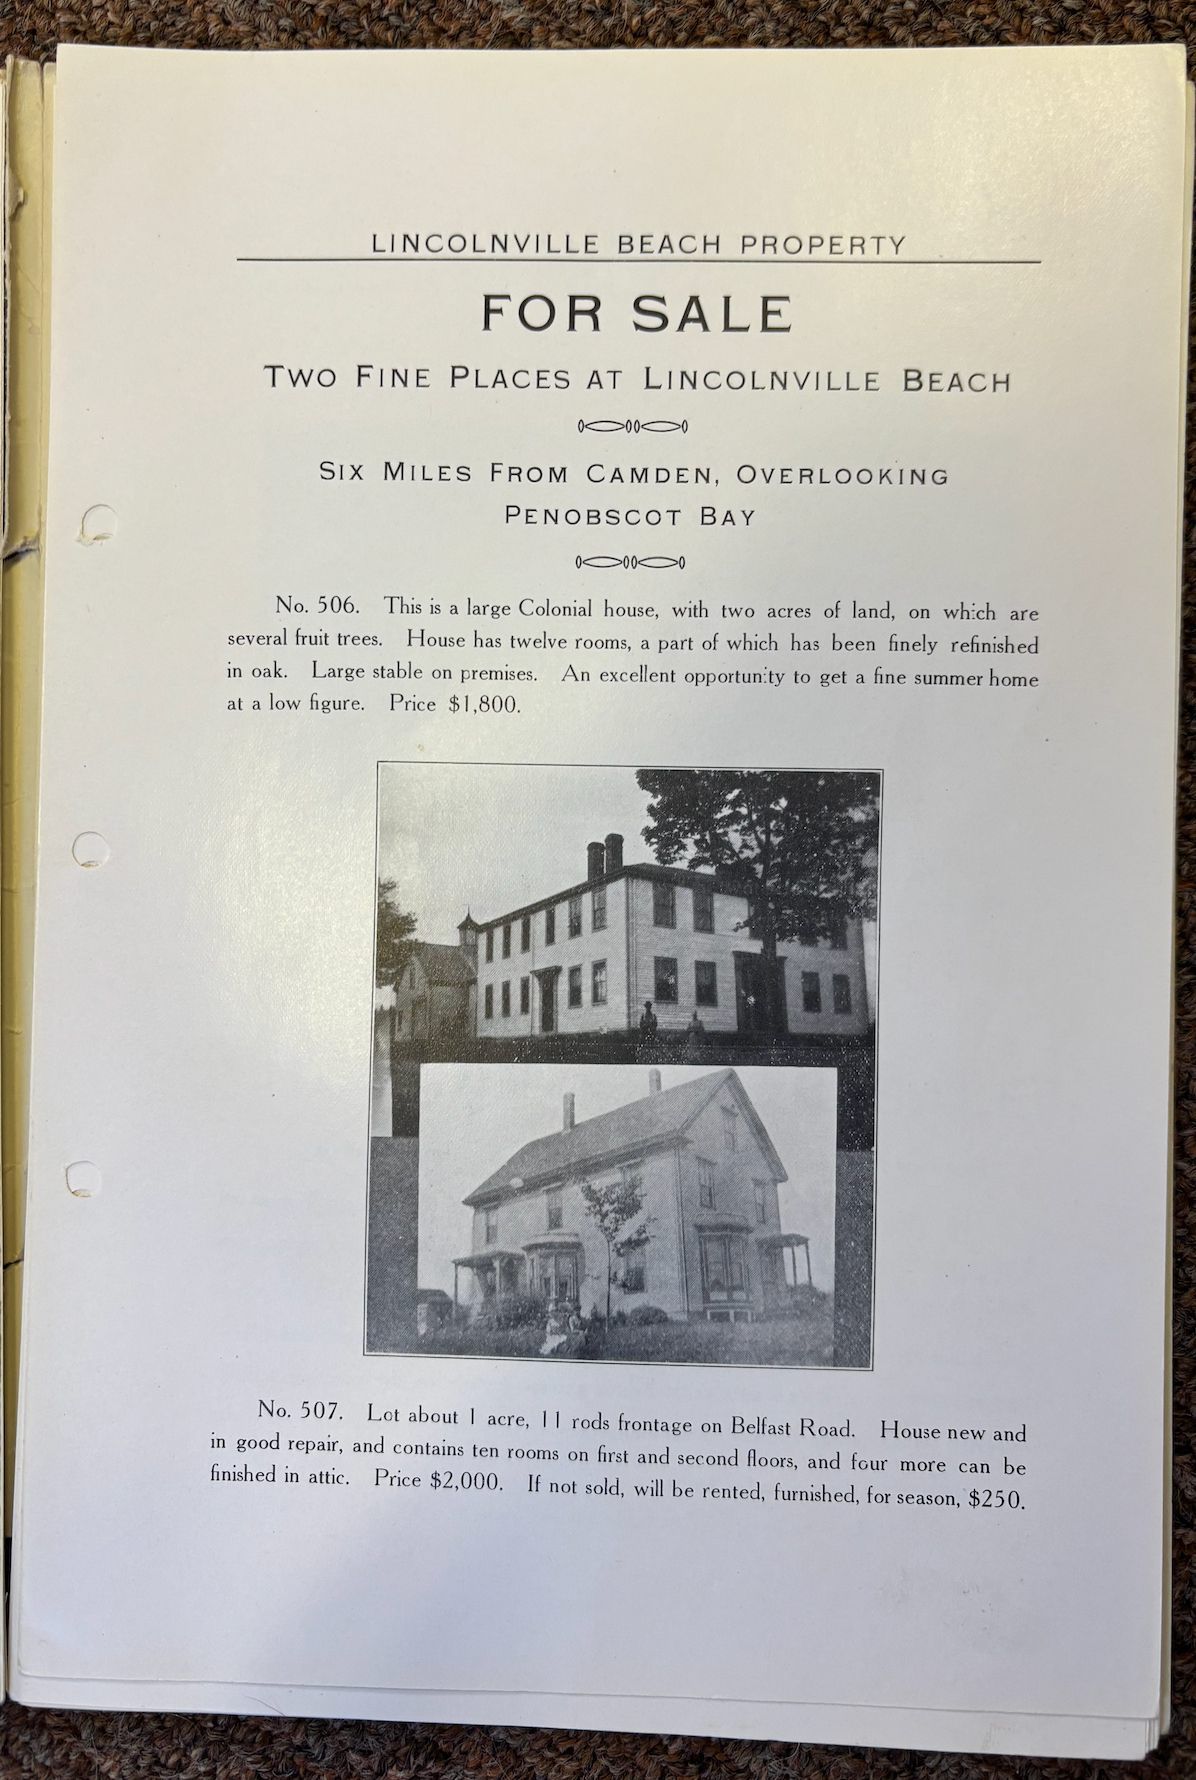 LINCOLNVILLE BEACH PROPERTY
FOR SALE
TWO FINE PLACES AT LINCOLNVILLE BEACH
SIX MILES FROM CAMDEN, OVERLOOKING
PENOBSCOT BAY
No. 506. This is a large Colonial house, with two acres of land, on which are
several fruit trees. House has twelve rooms, a part of which has been finely refinished
in oak. Large stable on premises. An excellent opportunity to get a fine summer home
at a low figure. Price $1,800.
No. 507. Lot about 1 acre, 11 rods frontage on Belfast Road. House new and
in good repair, and contains ten rooms on first and second floors, and four more can be
finished in attic. Price $2,000. If not sold, will be rented, furnished, for season, $250.